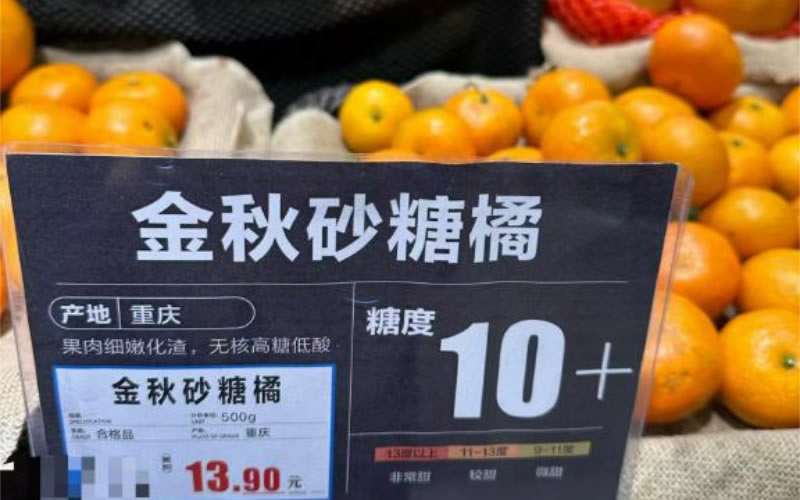 金秋砂糖橘
产地 重庆
果肉细嫩化渣，无核高糖低酸
糖度
10+
金秋砂糖橘
500g
合格品
重庆
13.90 元
13度以上 11-13度 9-11度
非常甜 较甜 微甜